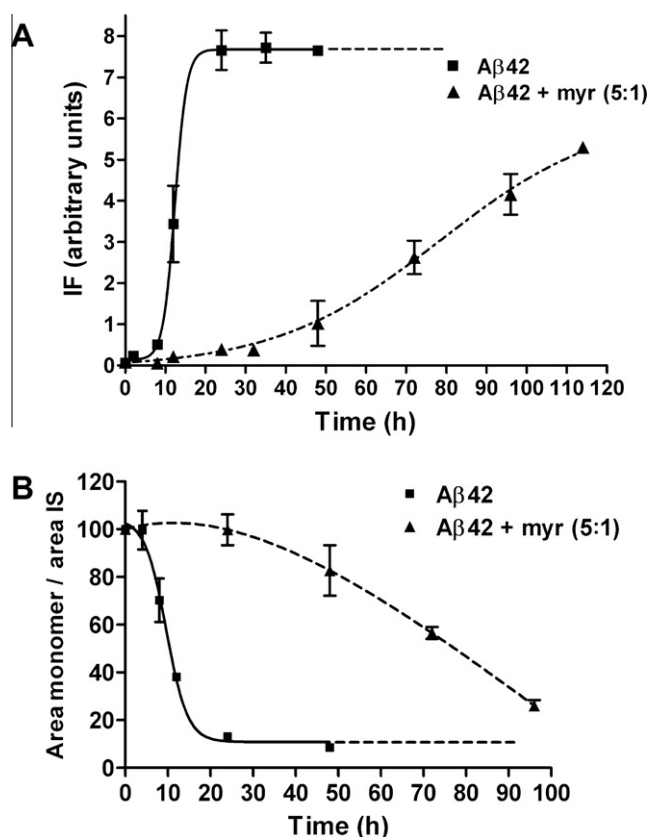 A
8
7
6
5
4
3
2
1
0
IF (arbitrary units)
Aβ42
Aβ42 + myr (5:1)
0 10 20 30 40 50 60 70 80 90 100 110 120
Time (h)
B
120
100
80
60
40
20
0
Area monomer / area IS
Aβ42
Aβ42 + myr (5:1)
0 10 20 30 40 50 60 70 80 90 100
Time (h)